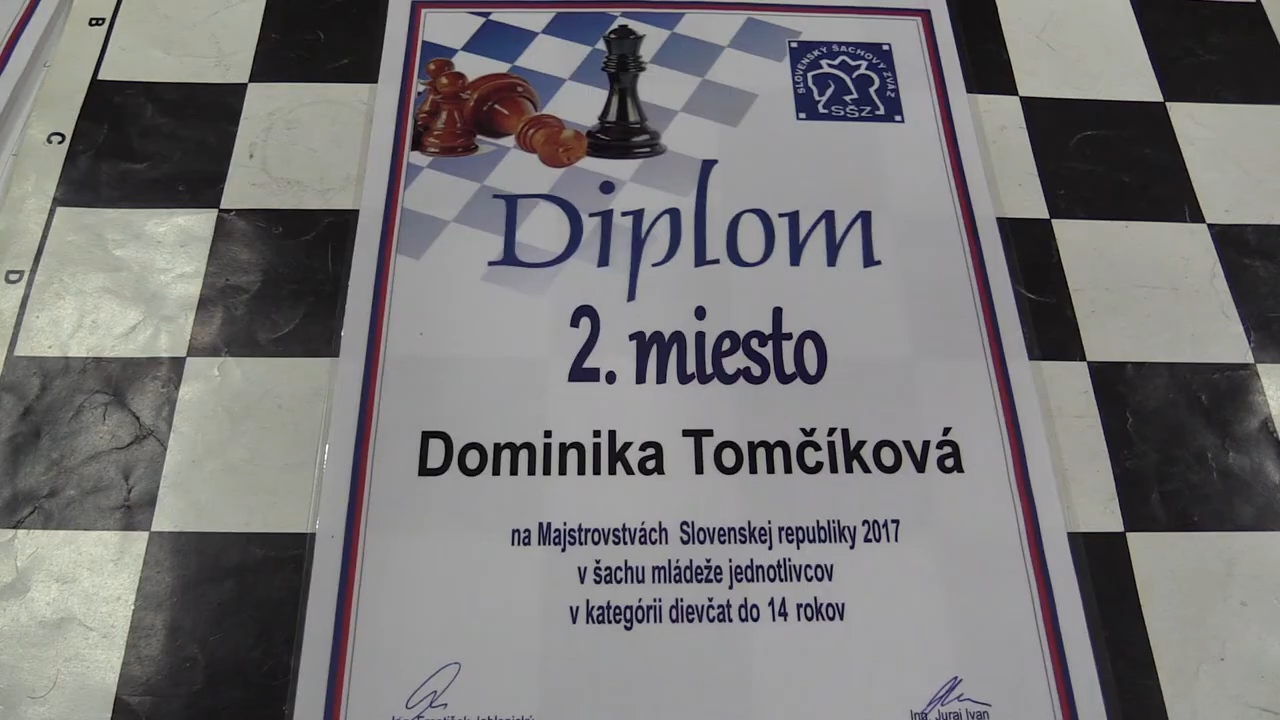 B
C
D
SLOVENSKÝ ŠACHOVÝ ZVÄZ
SŠZ
Diplom
2. miesto
Dominika Tomčíková
na Majstrovstvách Slovenskej republiky 2017
v šachu mládeže jednotlivcov
v kategórii dievčat do 14 rokov
Ing. Juraj Ivan